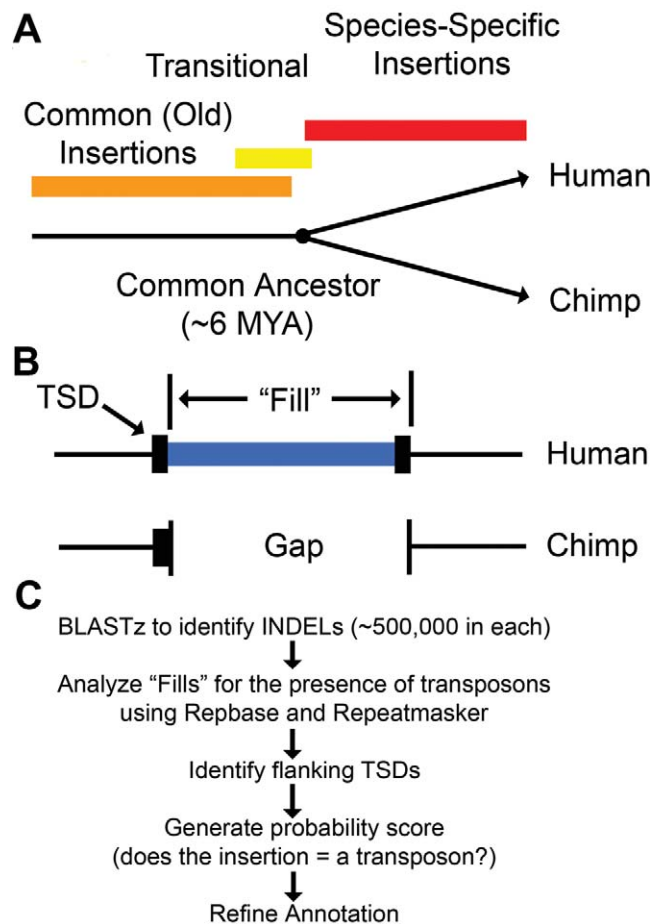 A
Species-Specific
Insertions
Transitional
Common (Old)
Insertions
Human
Common Ancestor
(~6 MYA)
Chimp
B
TSD
“Fill”
Human
Gap
Chimp
C
BLASTz to identify INDELs (~500,000 in each)
Analyze “Fills” for the presence of transposons
using Repbase and Repeatmasker
Identify flanking TSDs
Generate probability score
(does the insertion = a transposon?)
Refine Annotation